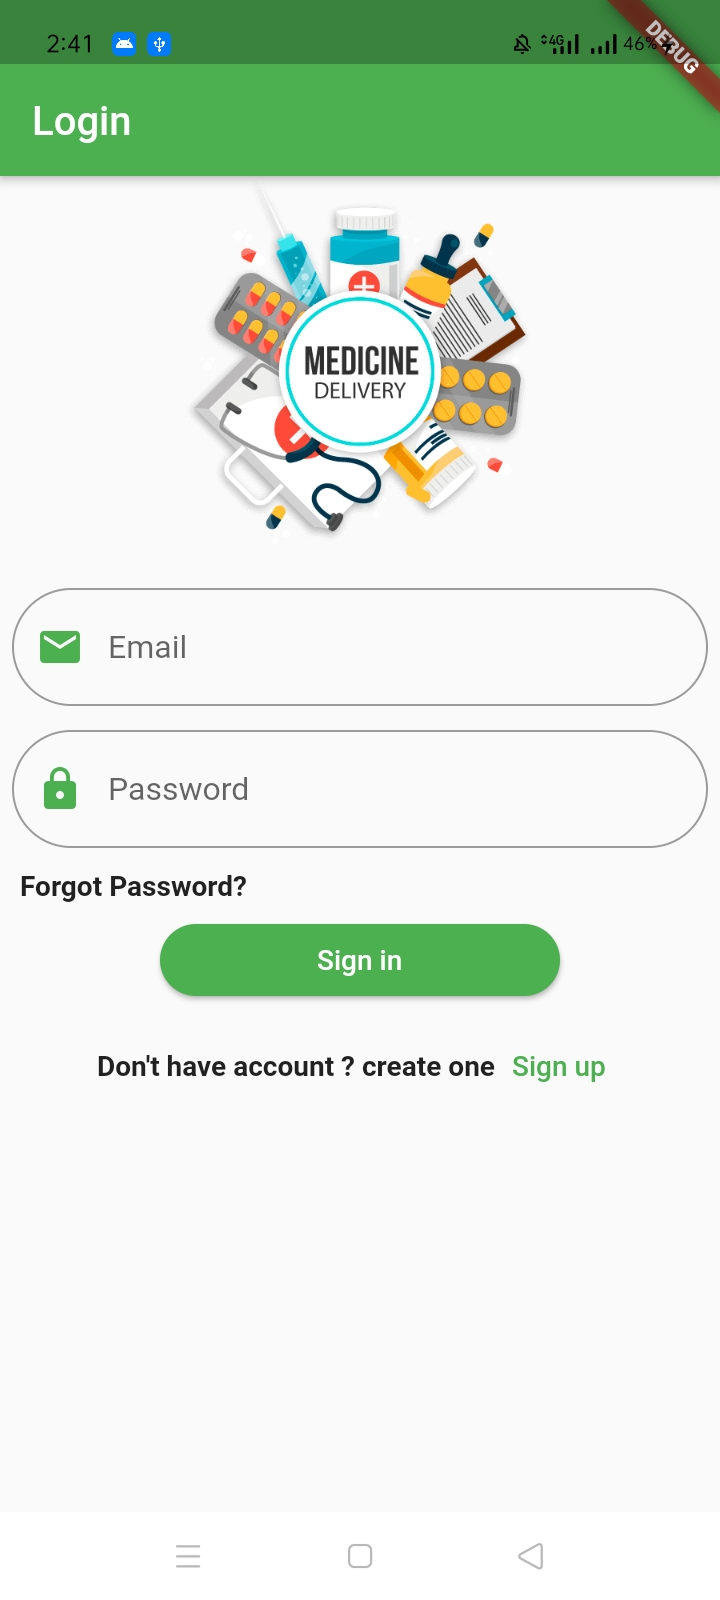 2:41 4G 46%
DEBUG
Login
MEDICINE
DELIVERY
Email
Password
Forgot Password?
Sign in
Don't have account ? create one Sign up